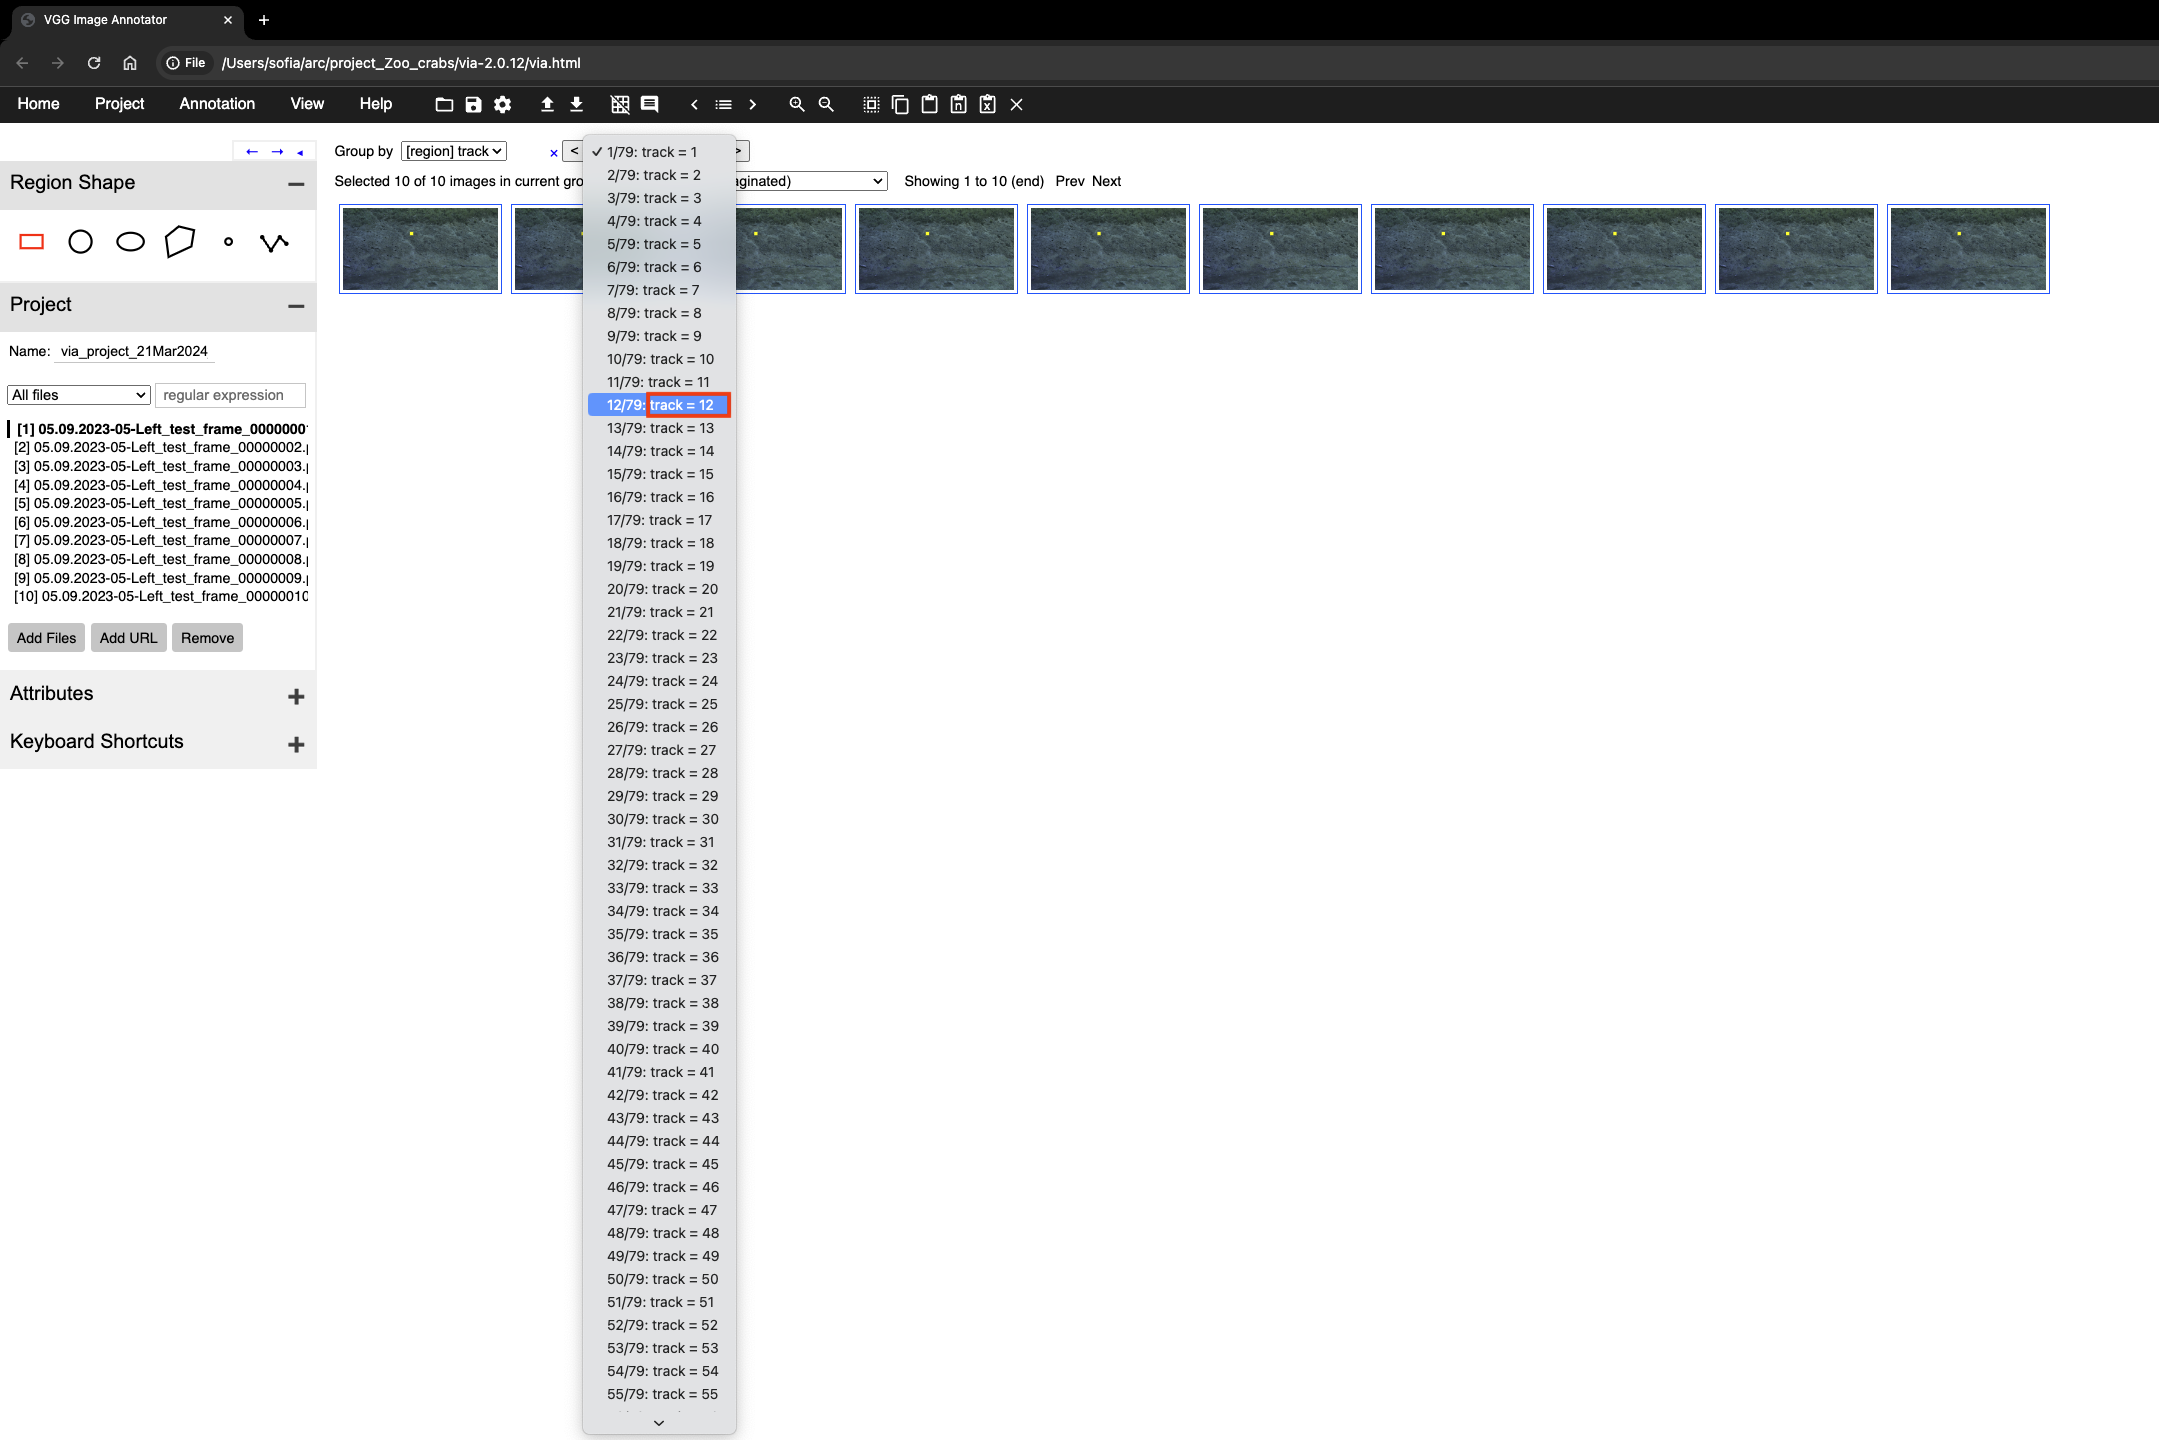 VGG Image Annotator
File /Users/sofia/arc/project_Zoo_crabs/via-2.0.12/via.html
Home Project Annotation View Help
Group by [region] track
Selected 10 of 10 images in current Showing 1 to 10 (end) Prev Next
Region Shape
Project
Name: via_project_21Mar2024
All files regular expression
[1] 05.09.2023-05-Left_test_frame_0000000
[2] 05.09.2023-05-Left_test_frame_00000002.
[3] 05.09.2023-05-Left_test_frame_00000003.
[4] 05.09.2023-05-Left_test_frame_00000004.
[5] 05.09.2023-05-Left_test_frame_00000005.
[6] 05.09.2023-05-Left_test_frame_00000006.
[7] 05.09.2023-05-Left_test_frame_00000007.
[8] 05.09.2023-05-Left_test_frame_00000008.
[9] 05.09.2023-05-Left_test_frame_00000009.
[10] 05.09.2023-05-Left_test_frame_00000010
Add Files Add URL Remove
Attributes
Keyboard Shortcuts
1/79: track = 1
2/79: track = 2
3/79: track = 3
4/79: track = 4
5/79: track = 5
6/79: track = 6
7/79: track = 7
8/79: track = 8
9/79: track = 9
10/79: track = 10
11/79: track = 11
12/79: track = 12
13/79: track = 13
14/79: track = 14
15/79: track = 15
16/79: track = 16
17/79: track = 17
18/79: track = 18
19/79: track = 19
20/79: track = 20
21/79: track = 21
22/79: track = 22
23/79: track = 23
24/79: track = 24
25/79: track = 25
26/79: track = 26
27/79: track = 27
28/79: track = 28
29/79: track = 29
30/79: track = 30
31/79: track = 31
32/79: track = 32
33/79: track = 33
34/79: track = 34
35/79: track = 35
36/79: track = 36
37/79: track = 37
38/79: track = 38
39/79: track = 39
40/79: track = 40
41/79: track = 41
42/79: track = 42
43/79: track = 43
44/79: track = 44
45/79: track = 45
46/79: track = 46
47/79: track = 47
48/79: track = 48
49/79: track = 49
50/79: track = 50
51/79: track = 51
52/79: track = 52
53/79: track = 53
54/79: track = 54
55/79: track = 55